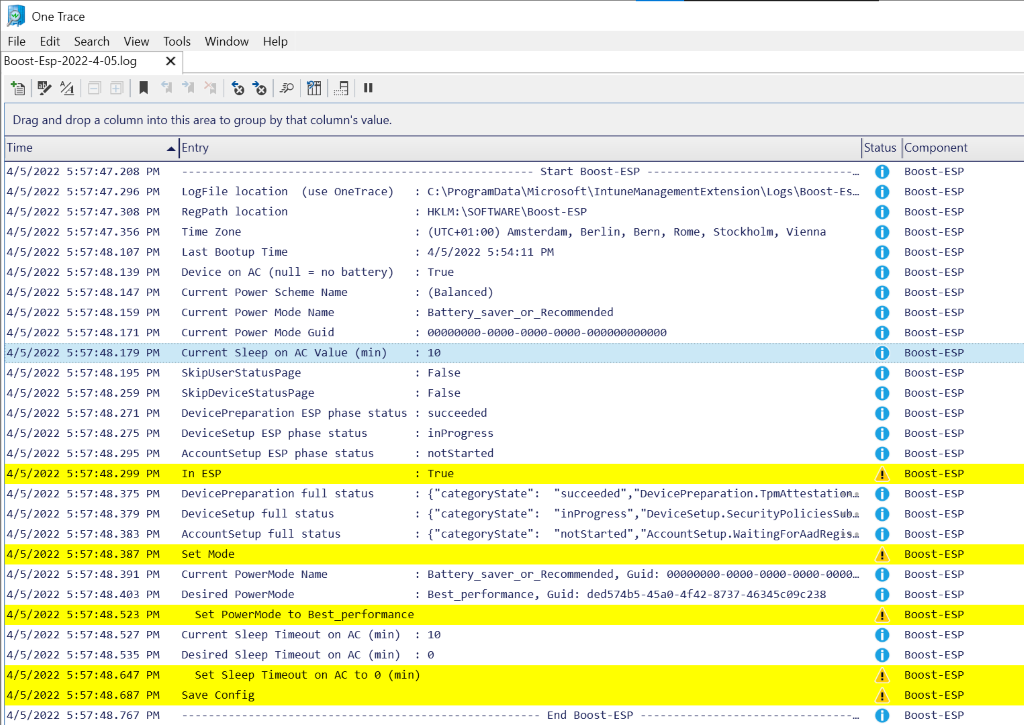 One Trace
File Edit Search View Tools Window Help
Boost-Esp-2022-4-05.log
Drag and drop a column into this area to group by that column's value.
Time Entry Status Component
4/5/2022 5:57:47.208 PM ---------------------------------------------- Start Boost-ESP ----------------------------… Boost-ESP
4/5/2022 5:57:47.296 PM LogFile location (use OneTrace) : C:\ProgramData\Microsoft\IntuneManagementExtension\Logs\Boost-Es… Boost-ESP
4/5/2022 5:57:47.308 PM RegPath location : HKLM:\SOFTWARE\Boost-ESP Boost-ESP
4/5/2022 5:57:47.356 PM Time Zone : (UTC+01:00) Amsterdam, Berlin, Bern, Rome, Stockholm, Vienna Boost-ESP
4/5/2022 5:57:48.107 PM Last Bootup Time : 4/5/2022 5:54:11 PM Boost-ESP
4/5/2022 5:57:48.139 PM Device on AC (null = no battery) : True Boost-ESP
4/5/2022 5:57:48.147 PM Current Power Scheme Name : (Balanced) Boost-ESP
4/5/2022 5:57:48.159 PM Current Power Mode Name : Battery_saver_or_Recommended Boost-ESP
4/5/2022 5:57:48.171 PM Current Power Mode Guid : 00000000-0000-0000-0000-000000000000 Boost-ESP
4/5/2022 5:57:48.179 PM Current Sleep on AC Value (min) : 10 Boost-ESP
4/5/2022 5:57:48.195 PM SkipUserStatusPage : False Boost-ESP
4/5/2022 5:57:48.259 PM SkipDeviceStatusPage : False Boost-ESP
4/5/2022 5:57:48.271 PM DevicePreparation ESP phase status : succeeded Boost-ESP
4/5/2022 5:57:48.275 PM DeviceSetup ESP phase status : inProgress Boost-ESP
4/5/2022 5:57:48.295 PM AccountSetup ESP phase status : notStarted Boost-ESP
4/5/2022 5:57:48.299 PM In ESP : True Boost-ESP
4/5/2022 5:57:48.375 PM DevicePreparation full status : {"categoryState": "succeeded","DevicePreparation.TpmAttestation… Boost-ESP
4/5/2022 5:57:48.379 PM DeviceSetup full status : {"categoryState": "inProgress","DeviceSetup.SecurityPoliciesSub… Boost-ESP
4/5/2022 5:57:48.383 PM AccountSetup full status : {"categoryState": "notStarted","AccountSetup.WaitingForAadRegis… Boost-ESP
4/5/2022 5:57:48.387 PM Set Mode Boost-ESP
4/5/2022 5:57:48.391 PM Current PowerMode Name : Battery_saver_or_Recommended, Guid: 00000000-0000-0000-0000-0000… Boost-ESP
4/5/2022 5:57:48.403 PM Desired PowerMode : Best_performance, Guid: ded574b5-45a0-4f42-8737-46345c09c238 Boost-ESP
4/5/2022 5:57:48.523 PM Set PowerMode to Best_performance Boost-ESP
4/5/2022 5:57:48.527 PM Current Sleep Timeout on AC (min) : 10 Boost-ESP
4/5/2022 5:57:48.535 PM Desired Sleep Timeout on AC (min) : 0 Boost-ESP
4/5/2022 5:57:48.647 PM Set Sleep Timeout on AC to 0 (min) Boost-ESP
4/5/2022 5:57:48.687 PM Save Config Boost-ESP
4/5/2022 5:57:48.767 PM ---------------------------------------------- End Boost-ESP ----------------------------… Boost-ESP